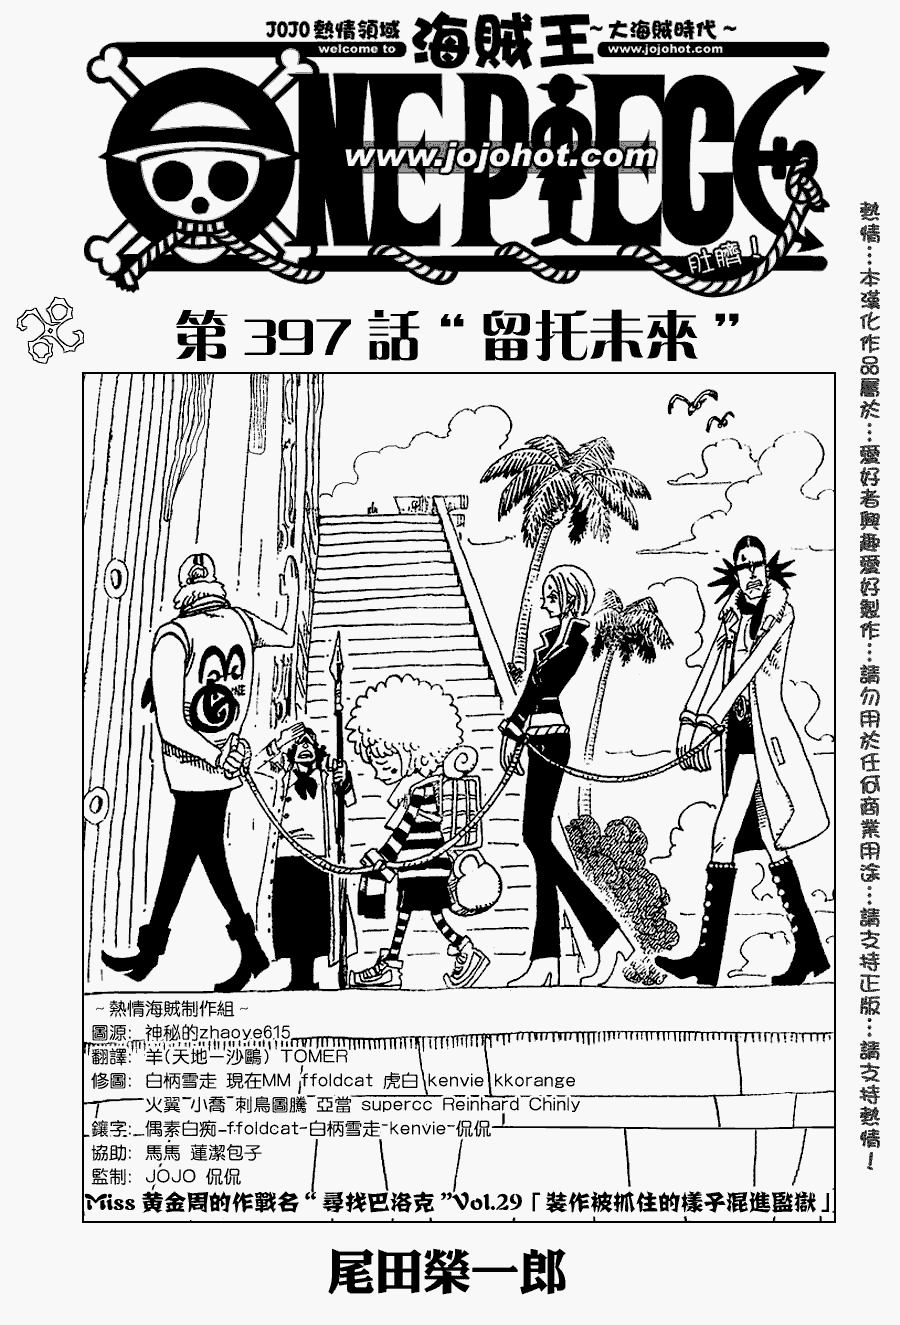 JOJO熱情領域 海賊王 ~大海賊時代~
welcome to www.jojohot.com
ONE PIECE
www.jojohot.com
肚臍！
第 397 話 “ 留托未來 ”
熱情…本漢化作品屬於…愛好者興趣愛好製作…請勿用於任何商業用途…請支持正版…請支持熱情！
~熱情海賊制作組~
圖源: 神秘的zhaoye615
翻譯: 羊(天地一沙鷗) TOMER
修圖: 白柄雪走 現在MM ffoldcat 虎白 kenvie kkorange
火翼 小喬 刺鳥圖騰 亞當 supercc Reinhard Chinly
鑲字: 偶素白痴-ffoldcat-白柄雪走-kenvie-侃侃
協助: 馬馬 蓮潔包子
監制: JOJO 侃侃
Miss 黄金周的作戰名“ 尋找巴洛克 ”Vol.29「 装作被抓住的樣子混進監獄 」
尾田榮一郎